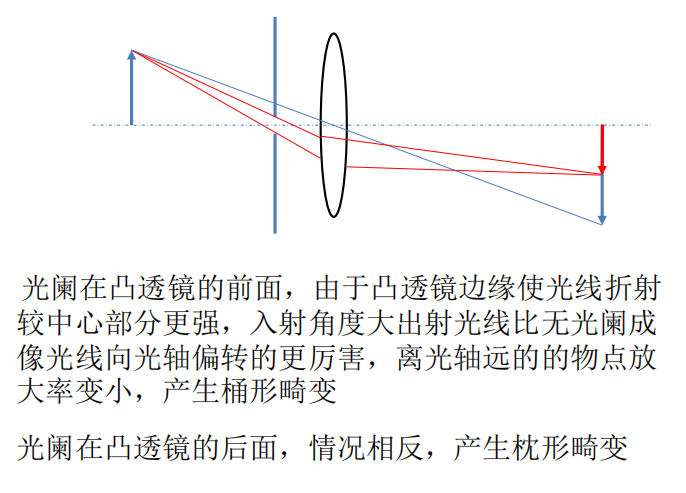 光阑在凸透镜的前面，由于凸透镜边缘使光线折射
较中心部分更强，入射角度大出射光线比无光阑成
像光线向光轴偏转的更厉害，离光轴远的的物点放
大率变小，产生桶形畸变
光阑在凸透镜的后面，情况相反，产生枕形畸变